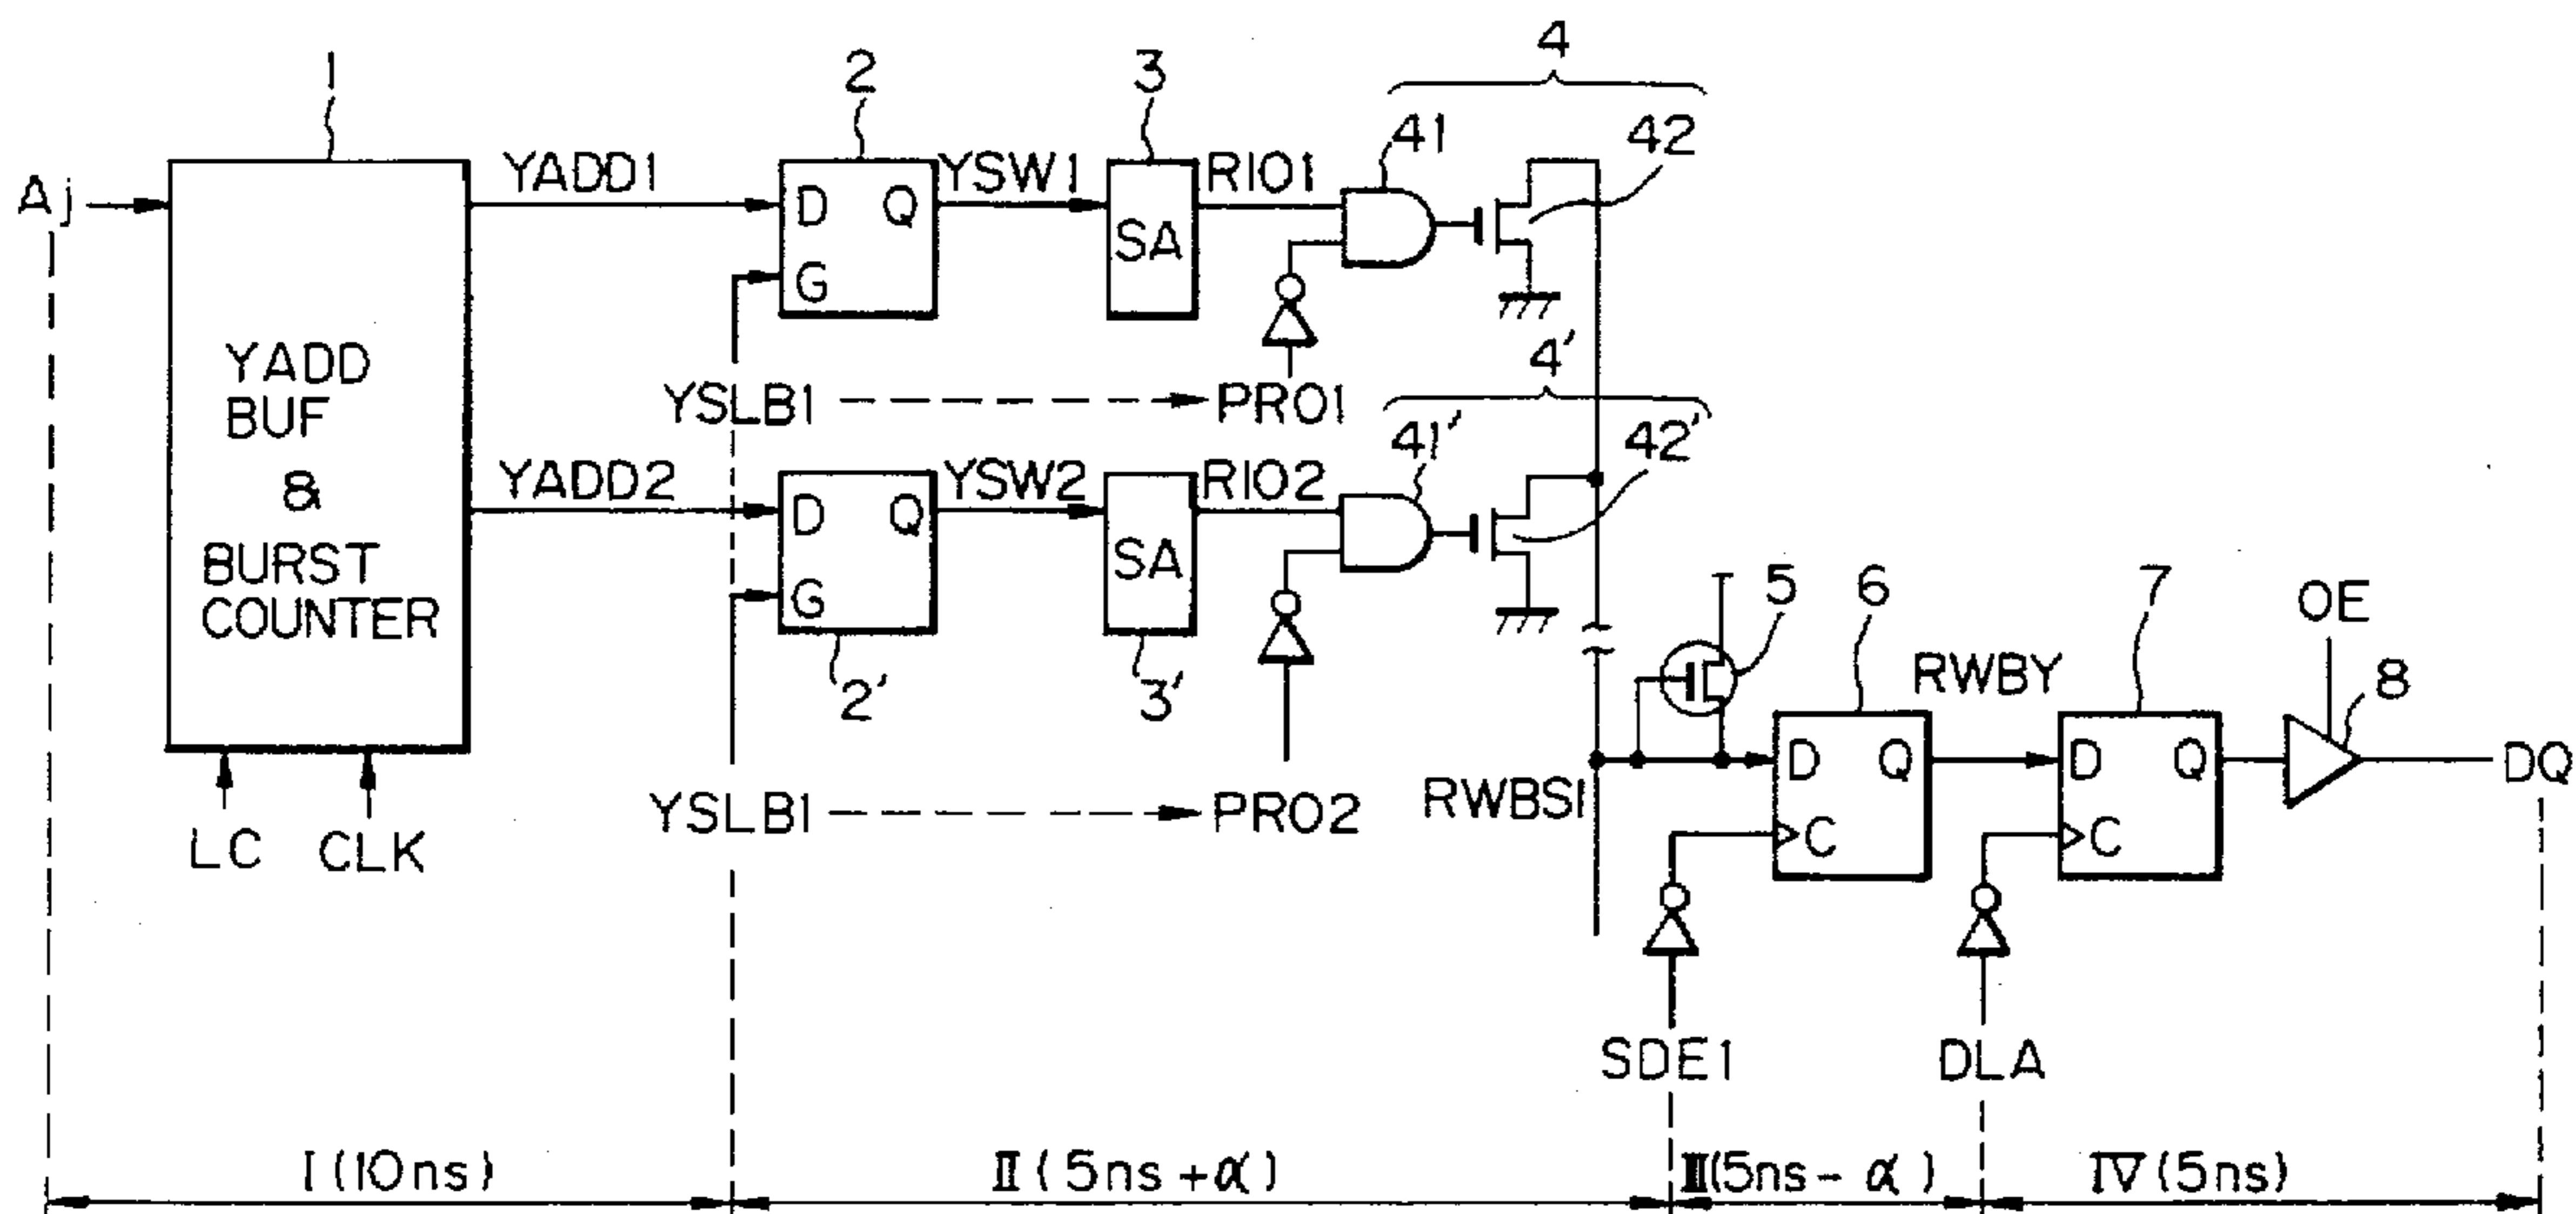 1
2
3
4
Aj
YADD1
D Q
G
YSW1
SA
RIO1
41
42
YADD
BUF
&
BURST
COUNTER
YSLB1
PRO1
4'
YADD2
D Q
G
YSW2
SA
RIO2
41'
42'
2'
3'
5
6
RWBY
7
OE
8
LC
CLK
YSLB1
PRO2
RWBS1
D Q
C
D Q
C
DQ
SDE1
DLA
I (10ns)
II (5ns + α)
III (5ns - α)
IV (5ns)